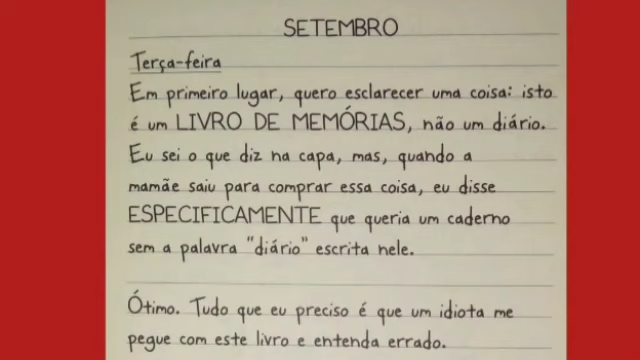 SETEMBRO
Terça-feira
Em primeiro lugar, quero esclarecer uma coisa: isto
é um LIVRO DE MEMÓRIAS, não um diário.
Eu sei o que diz na capa, mas, quando a
mamãe saiu para comprar essa coisa, eu disse
ESPECIFICAMENTE que queria um caderno
sem a palavra "diário" escrita nele.
Ótimo. Tudo que eu preciso é que um idiota me
pegue com este livro e entenda errado.